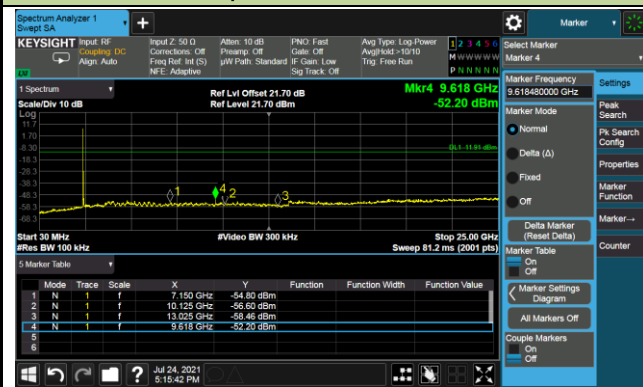 Spectrum Analyzer 1
Swept SA
Marker
KEYSIGHT
Input: RF
Coupling: DC
Align: Auto
Input Z: 50 Ω
Corrections: Off
Freq Ref: Int (S)
NFE: Adaptive
Atten: 10 dB
Preamp: Off
µW Path: Standard
PNO: Fast
Gate: Off
IF Gain: Low
Sig Track: Off
Avg Type: Log-Power
Avg|Hold >10/10
Trig: Free Run
1 2 3 4 5 6
M W W W W W
P N N N N N
Select Marker
Marker 4
1 Spectrum
Scale/Div 10 dB
Log
Ref Lvl Offset 21.70 dB
Ref Level 21.70 dBm
Mkr4 9.618 GHz
-52.20 dBm
11.7
1.70
-8.30
-18.3
-28.3
-38.3
-48.3
-58.3
-68.3
DL1 -11.91 dBm
1
4
2
3
Start 30 MHz
#Res BW 100 kHz
#Video BW 300 kHz
Stop 25.00 GHz
Sweep 81.2 ms (2001 pts)
5 Marker Table
Mode Trace Scale X Y Function Function Width Function Value
1 N 1 f 7.150 GHz -54.80 dBm
2 N 1 f 10.125 GHz -56.60 dBm
3 N 1 f 13.025 GHz -58.46 dBm
4 N 1 f 9.618 GHz -52.20 dBm
5
6
Marker Frequency
9.618480000 GHz
Marker Mode
Normal
Delta (Δ)
Fixed
Off
Delta Marker
(Reset Delta)
Marker Table
On
Off
Marker Settings
Diagram
All Markers Off
Couple Markers
On
Off
Settings
Peak
Search
Pk Search
Config
Properties
Marker
Function
Marker→
Counter
Jul 24, 2021
5:15:42 PM